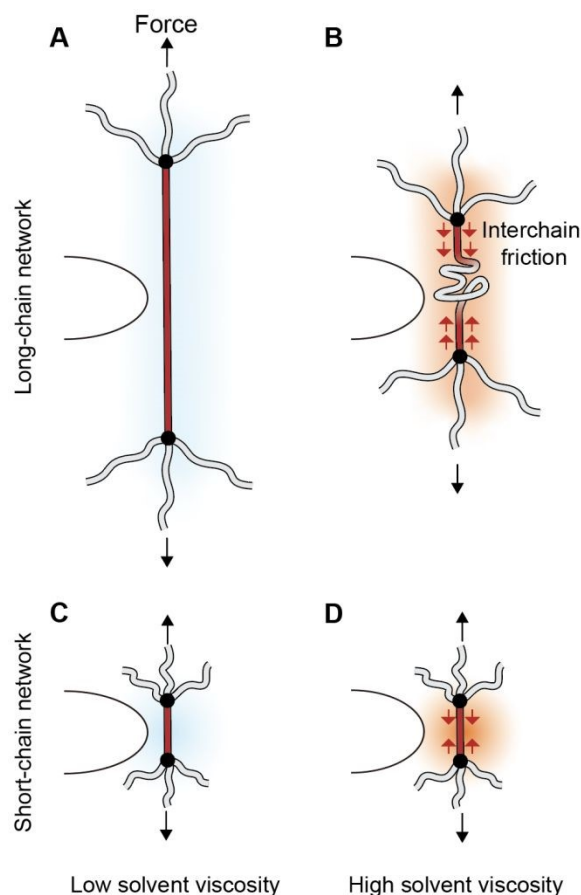 A
Force
B
Long-chain network
Interchain
friction
C
D
Short-chain network
Low solvent viscosity
High solvent viscosity